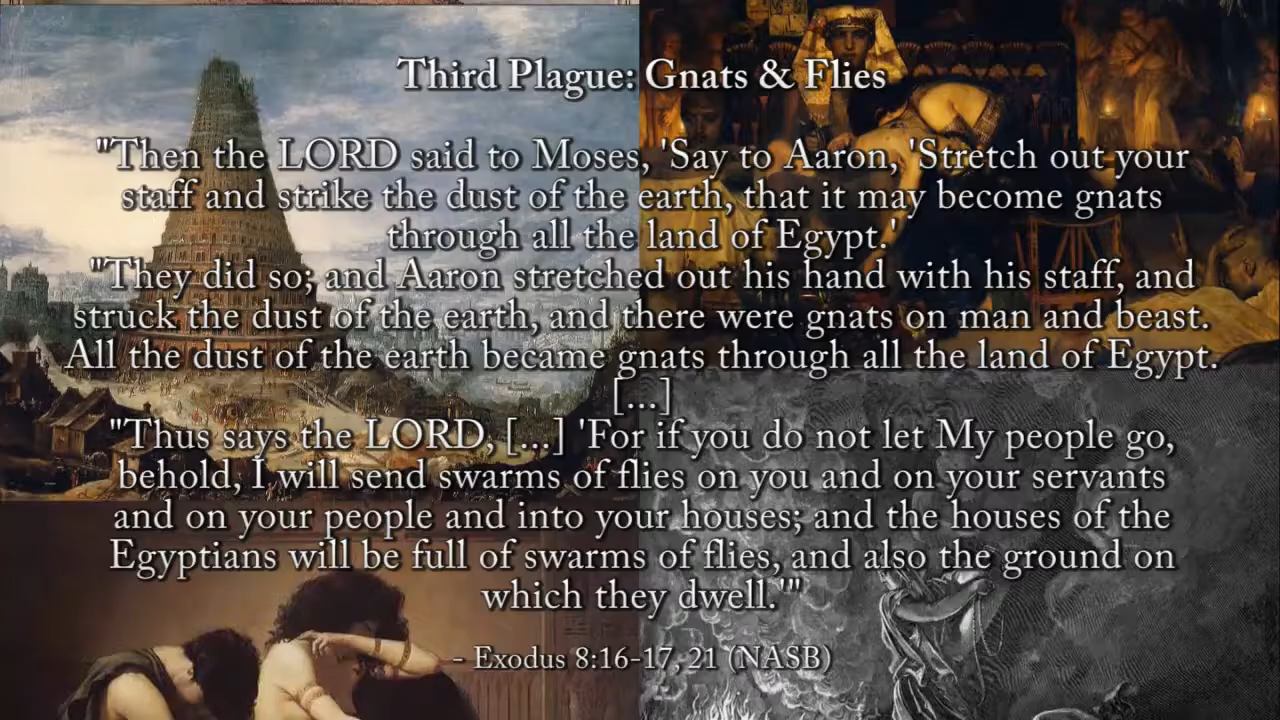 Third Plague: Gnats & Flies
"Then the LORD said to Moses, 'Say to Aaron, 'Stretch out your
staff and strike the dust of the earth, that it may become gnats
through all the land of Egypt.'
"They did so; and Aaron stretched out his hand with his staff, and
struck the dust of the earth, and there were gnats on man and beast.
All the dust of the earth became gnats through all the land of Egypt.
[...]
"Thus says the LORD, [...] 'For if you do not let My people go,
behold, I will send swarms of flies on you and on your servants
and on your people and into your houses; and the houses of the
Egyptians will be full of swarms of flies, and also the ground on
which they dwell.'"
- Exodus 8:16-17, 21 (NASB)